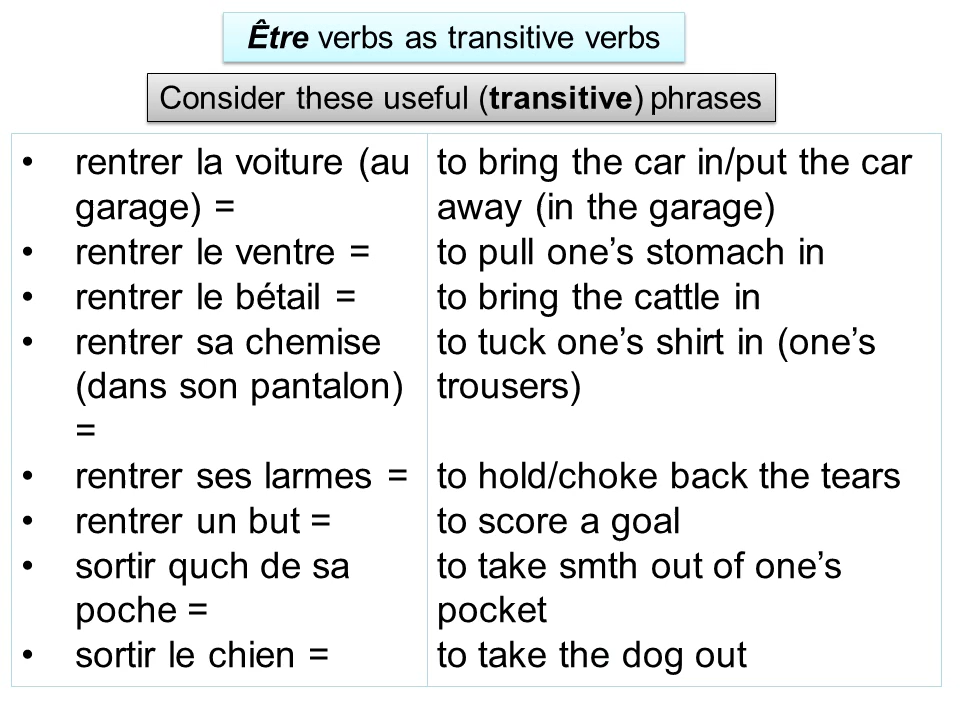 Être verbs as transitive verbs
Consider these useful (transitive) phrases
• rentrer la voiture (au
garage) =
• rentrer le ventre =
• rentrer le bétail =
• rentrer sa chemise
(dans son pantalon)
=
• rentrer ses larmes =
• rentrer un but =
• sortir quch de sa
poche =
• sortir le chien =
to bring the car in/put the car
away (in the garage)
to pull one’s stomach in
to bring the cattle in
to tuck one’s shirt in (one’s
trousers)
to hold/choke back the tears
to score a goal
to take smth out of one’s
pocket
to take the dog out